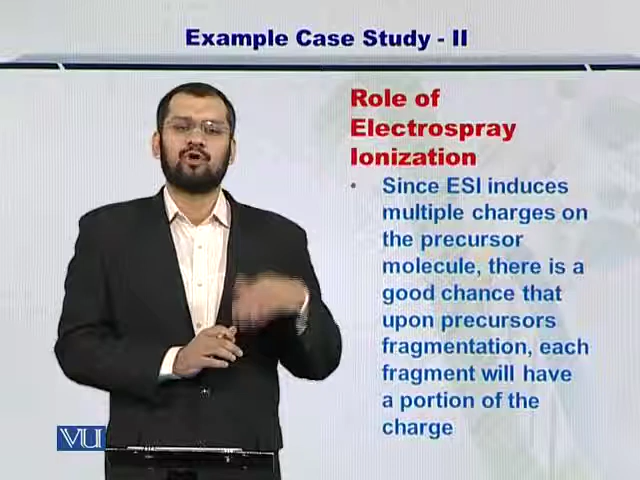 Example Case Study - II
Role of
Electrospray
Ionization
• Since ESI induces
multiple charges on
the precursor
molecule, there is a
good chance that
upon precursors
fragmentation, each
fragment will have
a portion of the
charge
VU